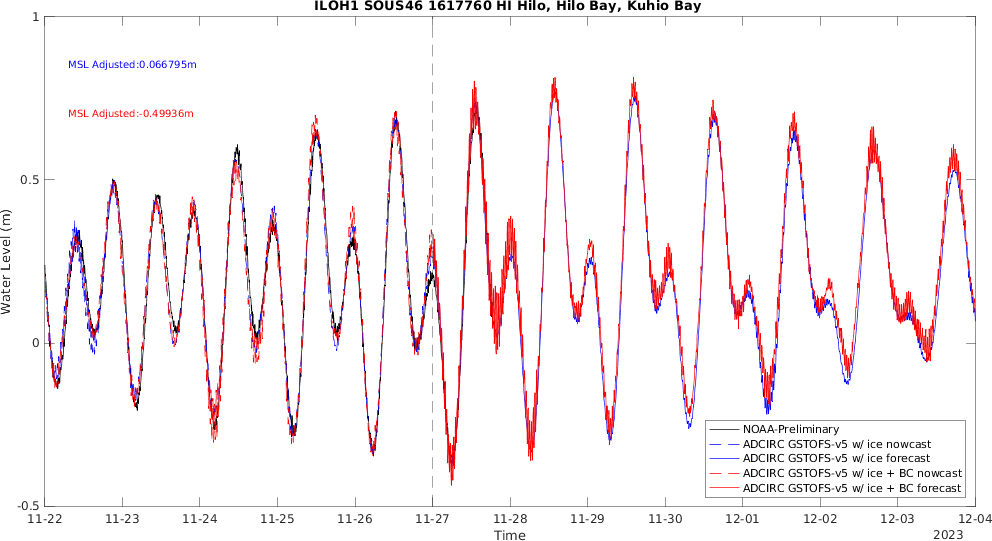 ILOH1 SOUS46 1617760 HI Hilo, Hilo Bay, Kuhio Bay
1
MSL Adjusted:0.066795m
MSL Adjusted:-0.49936m
0.5
Water Level (m)
0
NOAA-Preliminary
ADCIRC GSTOFS-v5 w/ ice nowcast
ADCIRC GSTOFS-v5 w/ ice forecast
ADCIRC GSTOFS-v5 w/ ice + BC nowcast
ADCIRC GSTOFS-v5 w/ ice + BC forecast
-0.5
11-22 11-23 11-24 11-25 11-26 11-27 11-28 11-29 11-30 12-01 12-02 12-03 12-04
Time
2023